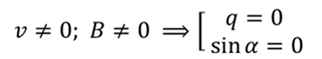 v ≠ 0; B ≠ 0 ⟹ [ q = 0
sin α = 0